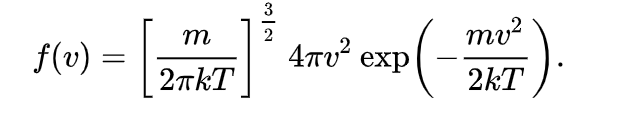 f(v) = [m / 2πkT]^{3/2} 4πv² exp(−mv² / 2kT).